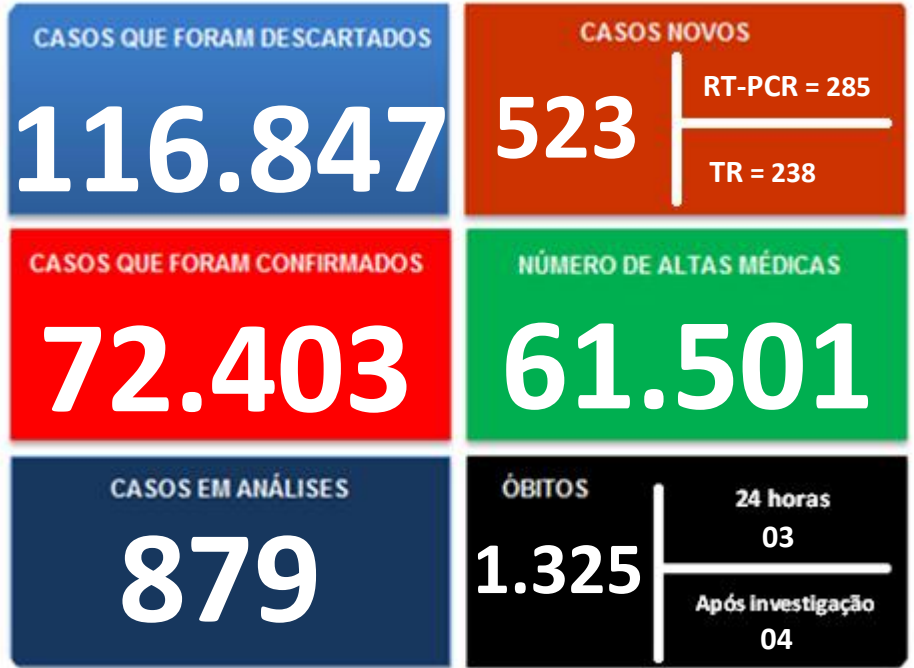 CASOS QUE FORAM DESCARTADOS
116.847
CASOS NOVOS
523
RT-PCR = 285
TR = 238
CASOS QUE FORAM CONFIRMADOS
72.403
NÚMERO DE ALTAS MÉDICAS
61.501
CASOS EM ANÁLISES
879
ÓBITOS
1.325
24 horas
03
Após investigação
04